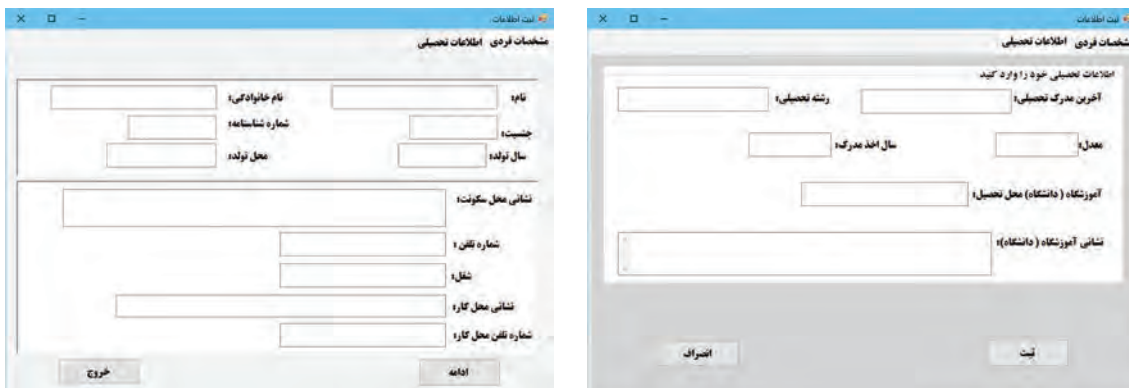 ثبت اطلاعات
مشخصات فردی اطلاعات تحصیلی
اطلاعات تحصیلی خود را وارد کنید
آخرین مدرک تحصیلی: رشته تحصیلی:
معدل: سال اخذ مدرک:
آموزشگاه (دانشگاه) محل تحصیل:
نشانی آموزشگاه (دانشگاه):
ثبت انصراف
ثبت اطلاعات
مشخصات فردی اطلاعات تحصیلی
نام: نام خانوادگی:
جنسیت: شماره شناسنامه:
سال تولد: محل تولد:
نشانی محل سکونت:
شماره تلفن :
شغل:
نشانی محل کار:
شماره تلفن محل کار:
ادامه خروج